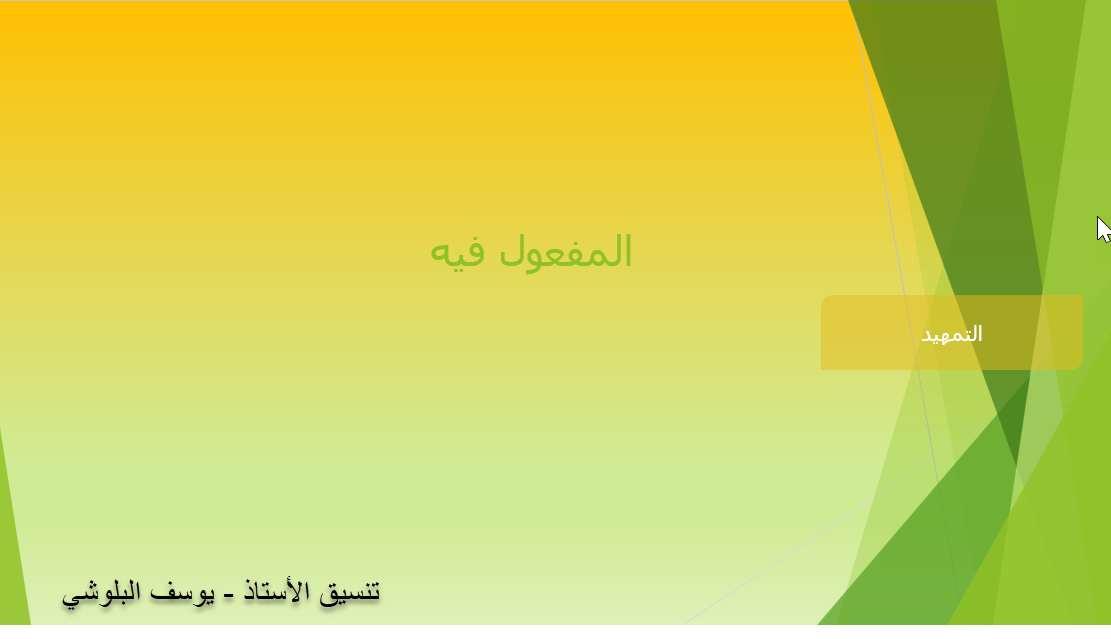 المفعول فيه
التمهيد
تنسيق الأستاذ - يوسف البلوشي